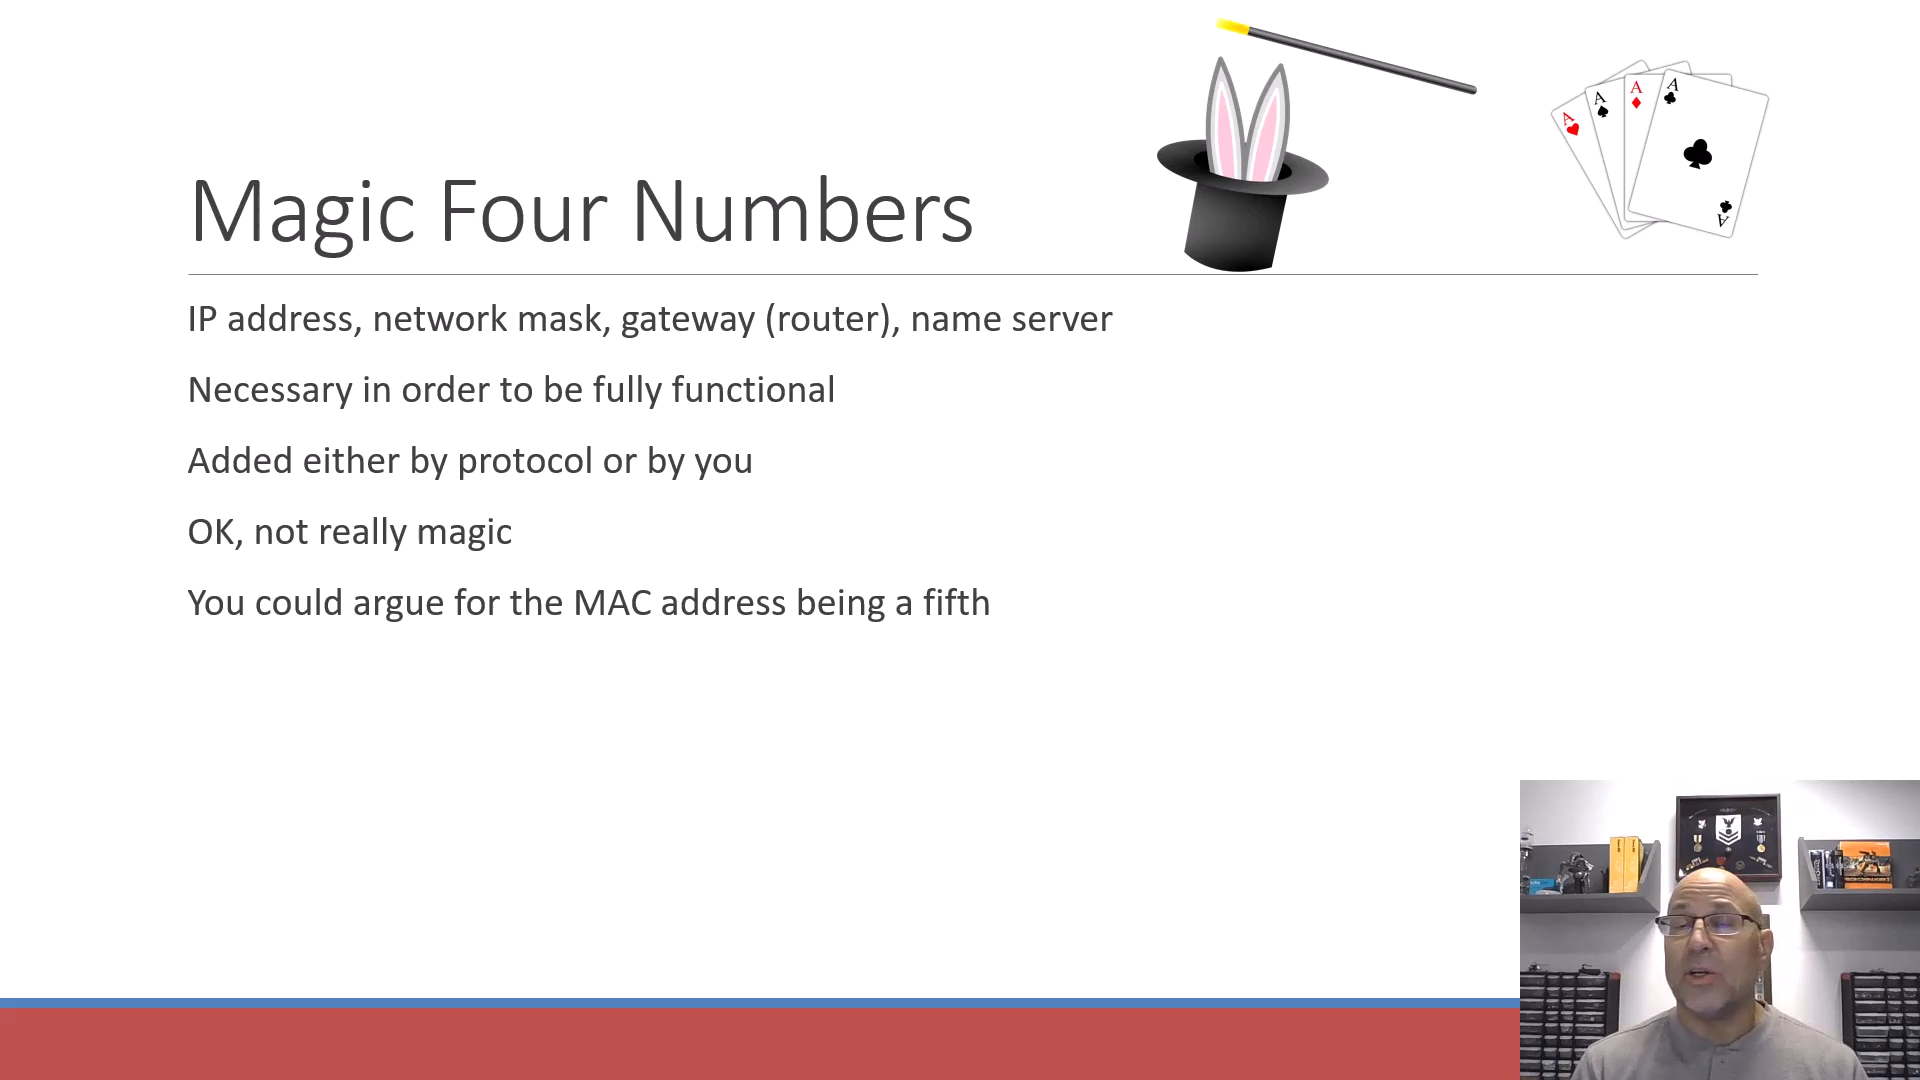 Magic Four Numbers
IP address, network mask, gateway (router), name server
Necessary in order to be fully functional
Added either by protocol or by you
OK, not really magic
You could argue for the MAC address being a fifth
A
A
A
A
A